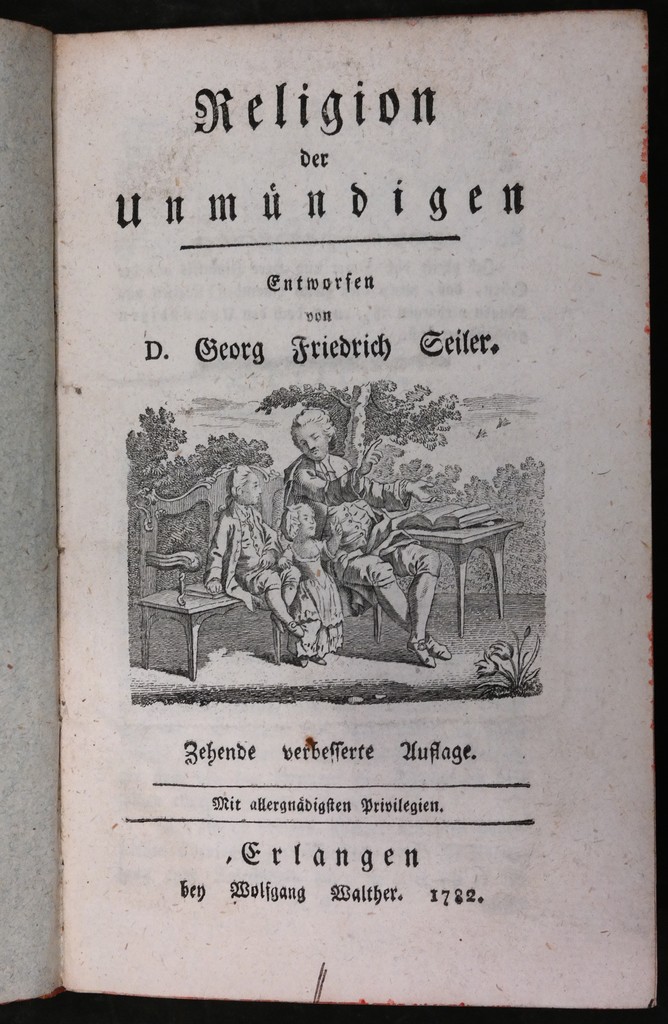 Religion
der
Unmündigen
Entworfen
von
D. Georg Friedrich Seiler.
Zehende verbesserte Auflage.
Mit allergnädigsten Privilegien.
Erlangen
bey Wolfgang Walther. 1782.